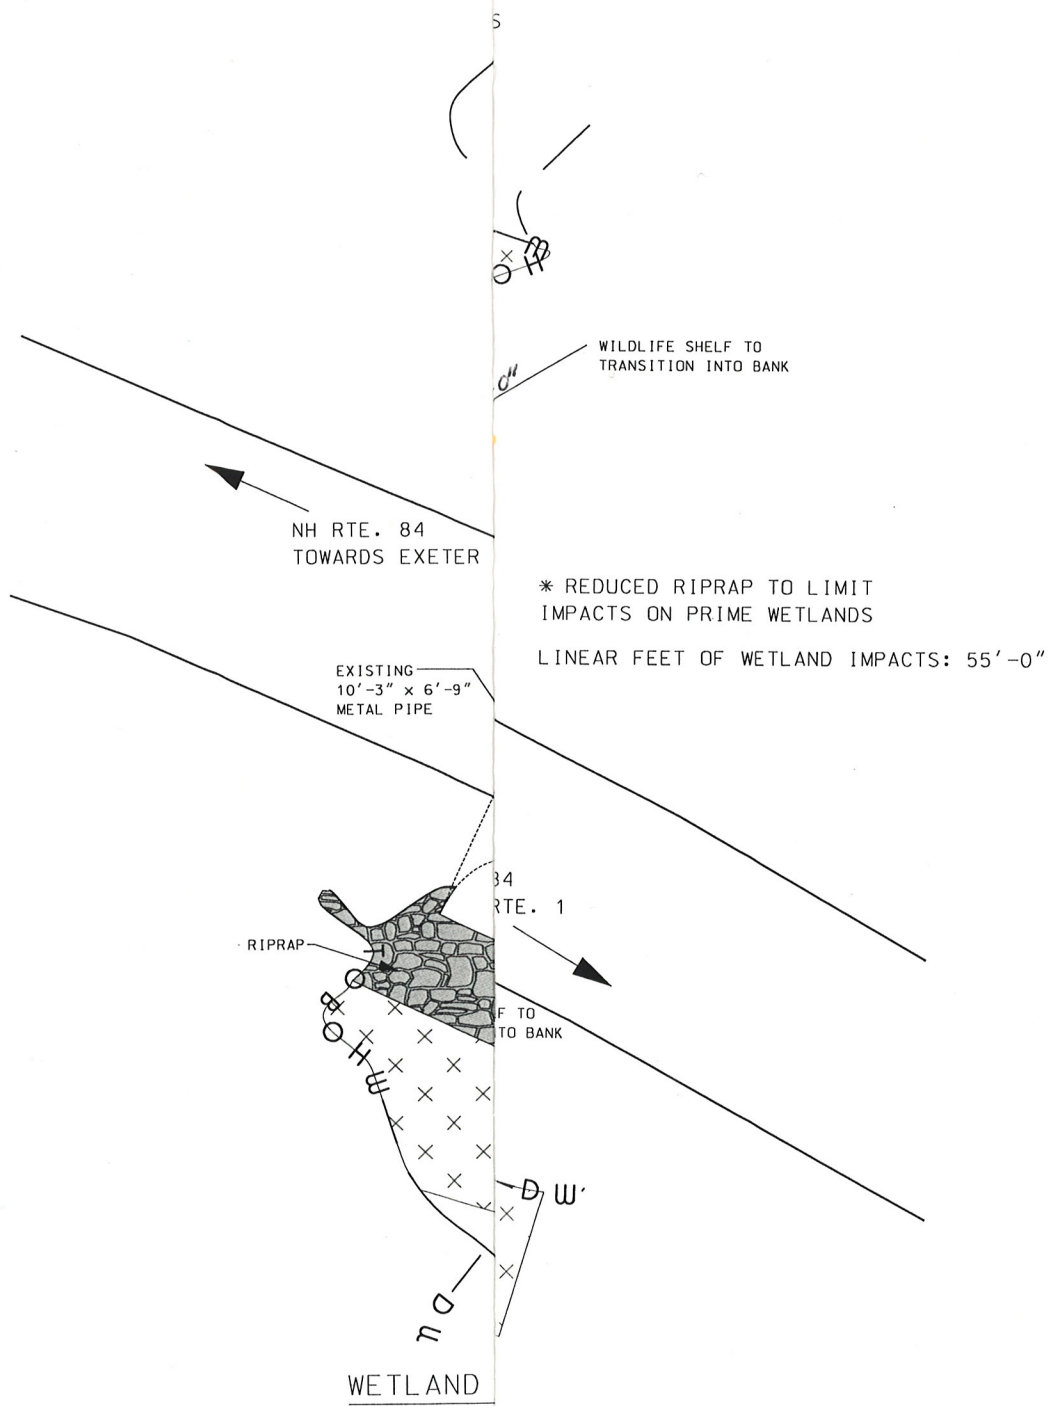 S
WILDLIFE SHELF TO
TRANSITION INTO BANK
NH RTE. 84
TOWARDS EXETER
* REDUCED RIPRAP TO LIMIT
IMPACTS ON PRIME WETLANDS
LINEAR FEET OF WETLAND IMPACTS: 55'-0"
EXISTING
10'-3" x 6'-9"
METAL PIPE
84
RTE. 1
RIPRAP
F TO
TO BANK
OHW
D W
WETLAND